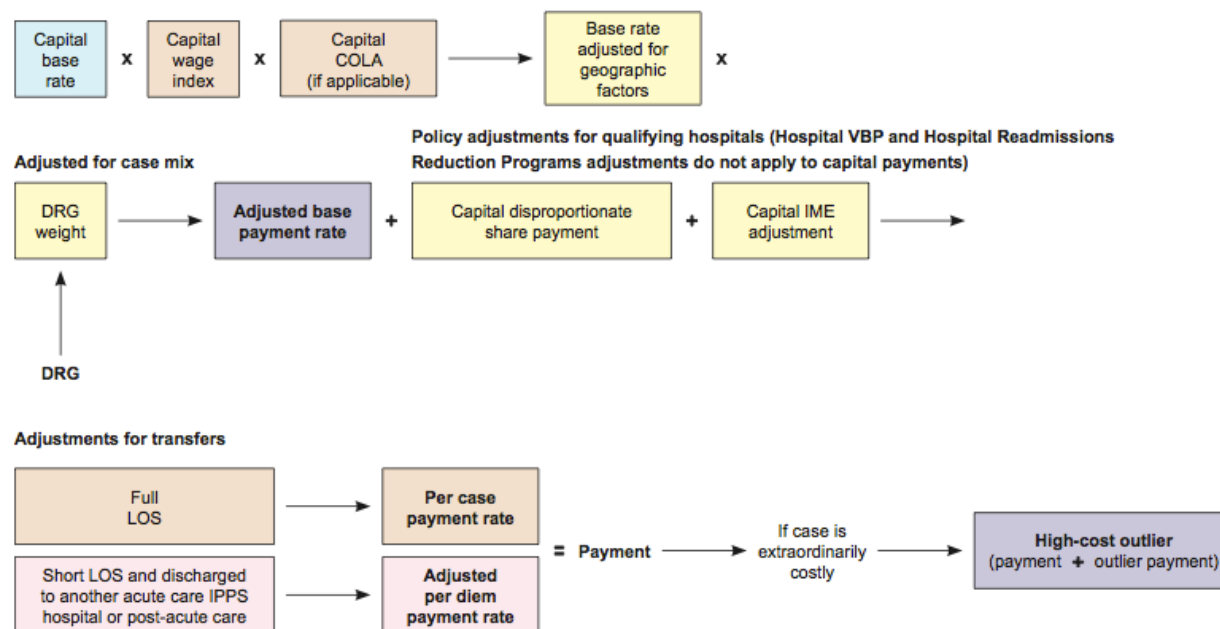 Capital
base
rate
x
Capital
wage
index
x
Capital
COLA
(if applicable)
Base rate
adjusted for
geographic
factors
x
Policy adjustments for qualifying hospitals (Hospital VBP and Hospital Readmissions
Reduction Programs adjustments do not apply to capital payments)
Adjusted for case mix
DRG
weight
Adjusted base
payment rate
+
Capital disproportionate
share payment
+
Capital IME
adjustment
DRG
Adjustments for transfers
Full
LOS
Per case
payment rate
Short LOS and discharged
to another acute care IPPS
hospital or post-acute care
Adjusted
per diem
payment rate
= Payment
If case is
extraordinarily
costly
High-cost outlier
(payment + outlier payment)